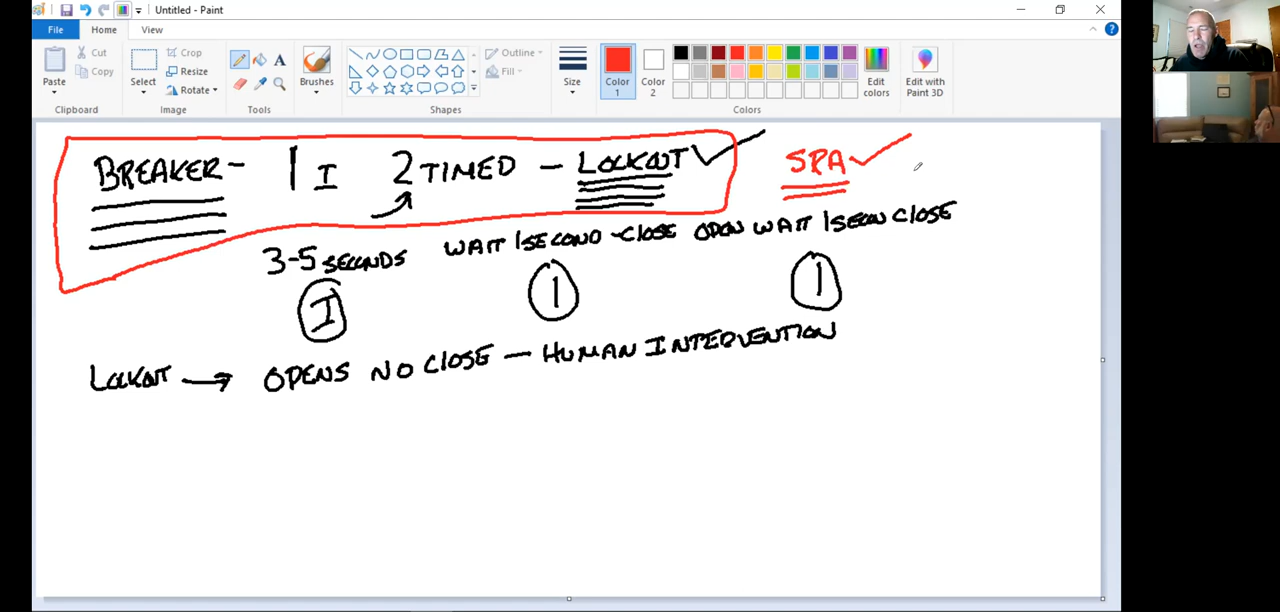 Untitled - Paint
File Home View
Paste
Cut
Copy
Clipboard
Select
Crop
Resize
Rotate
Image
Tools
Brushes
Shapes
Outline
Fill
Size
Color 1
Color 2
Colors
Edit colors
Edit with Paint 3D
BREAKER - 1 I 2 TIMED - LOCKOUT SPA
3-5 SECONDS WAIT 1 SECOND - CLOSE OPEN WAIT 1 SECON CLOSE
I 1 1
LOCKOUT → OPENS NO CLOSE - HUMAN INTERVENTION